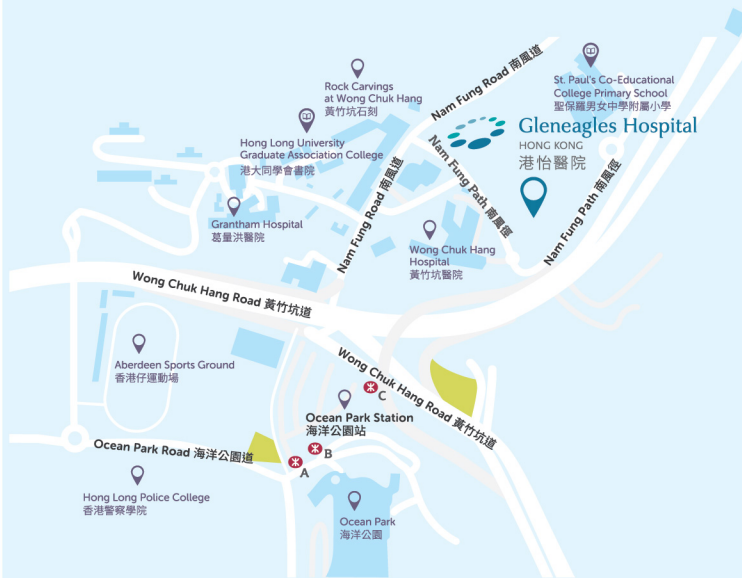 Nam Fung Road 南風道
Rock Carvings
at Wong Chuk Hang
黃竹坑石刻
St. Paul's Co-Educational
College Primary School
聖保羅男女中學附屬小學
Gleneagles Hospital
HONG KONG
港怡醫院
Hong Long University
Graduate Association College
港大同學會書院
Nam Fung Path 南風徑
Nam Fung Road 南風道
Nam Fung Path 南風徑
Grantham Hospital
葛量洪醫院
Wong Chuk Hang
Hospital
黃竹坑醫院
Wong Chuk Hang Road 黃竹坑道
Aberdeen Sports Ground
香港仔運動場
Wong Chuk Hang Road 黃竹坑道
C
Ocean Park Station
海洋公園站
Ocean Park Road 海洋公園道
B
A
Hong Long Police College
香港警察學院
Ocean Park
海洋公園